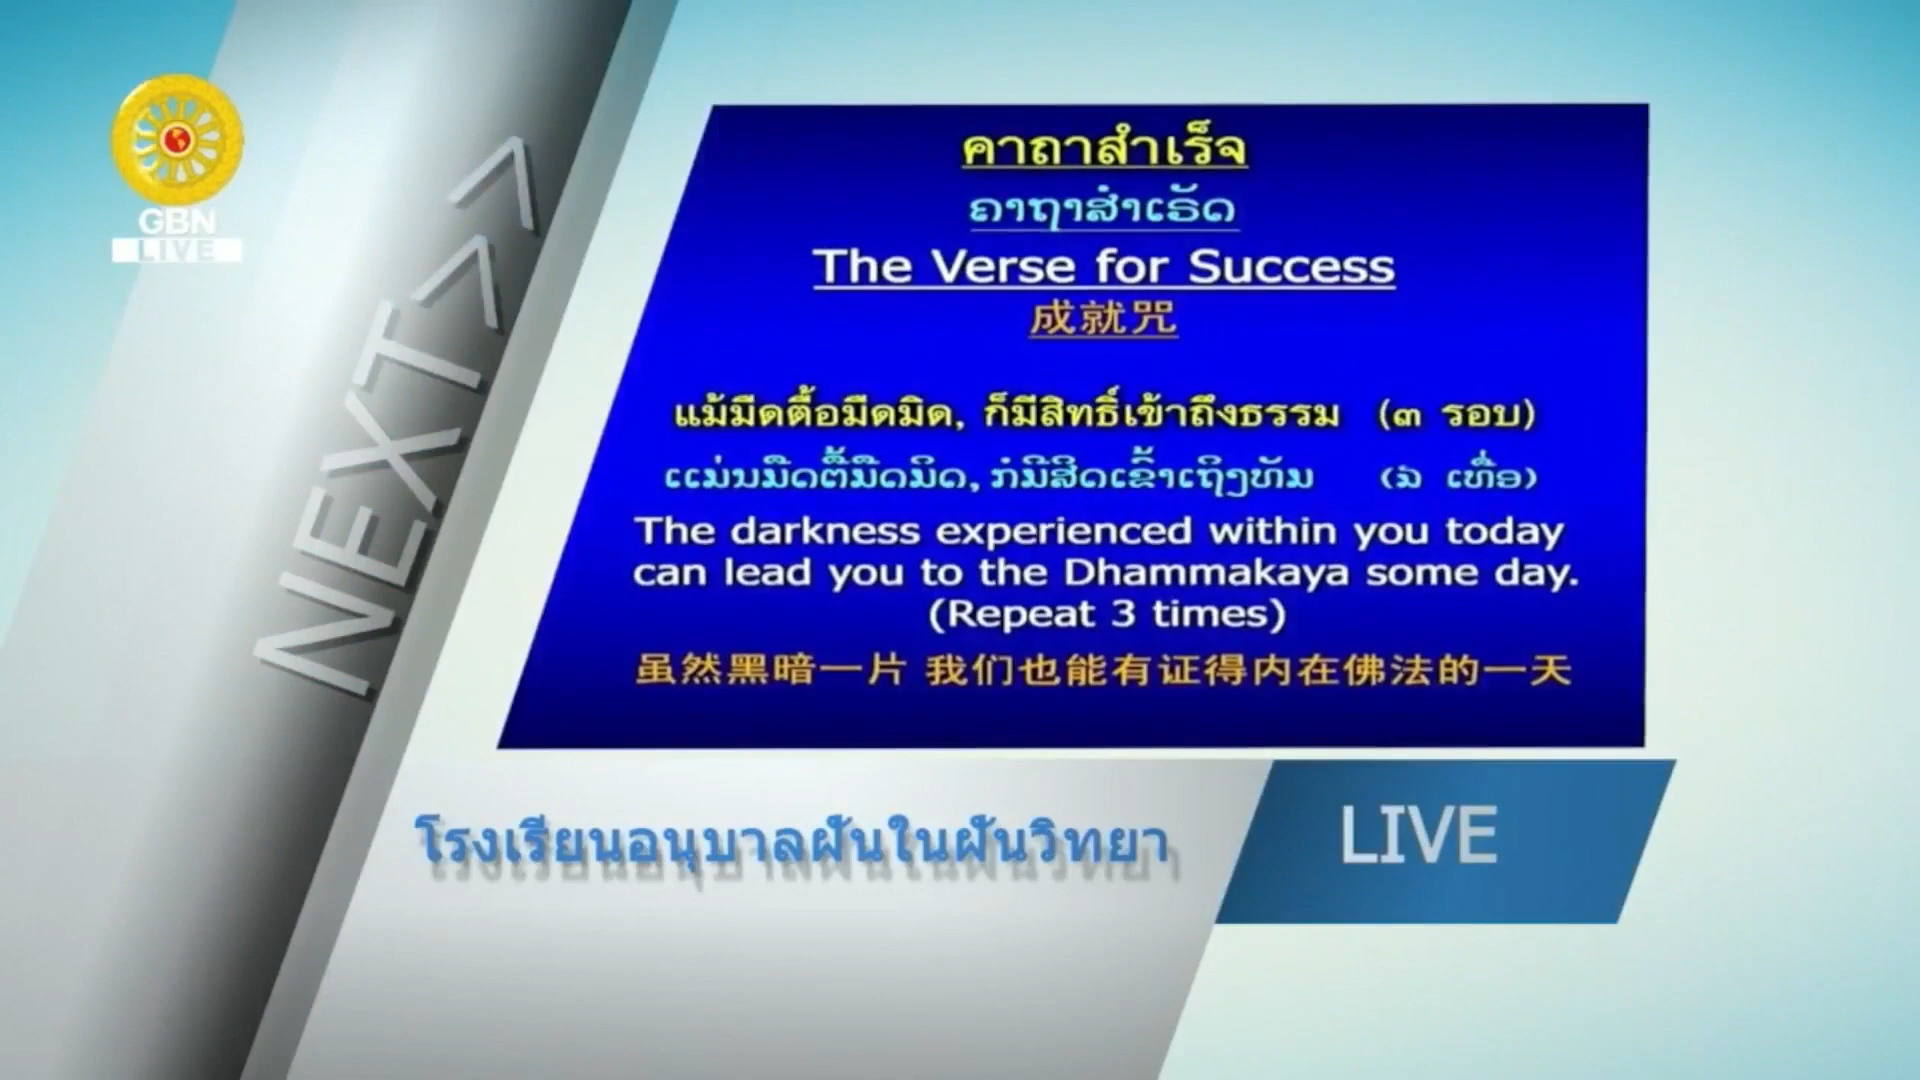 GBN
LIVE
NEXT>>
คาถาสำเร็จ
ຄາຖາສຳເຣັດ
The Verse for Success
成就咒
แม้มืดตื้อมืดมิด, ก็มีสิทธิ์เข้าถึงธรรม (๓ รอบ)
ແມ່ນມືດຕື້ມືດມິດ, ກໍ່ມີສິດເຂົ້າເຖິງທັມ (໓ ເທື່ອ)
The darkness experienced within you today
can lead you to the Dhammakaya some day.
(Repeat 3 times)
虽然黑暗一片 我们也能有证得内在佛法的一天
โรงเรียนอนุบาลฝันในฝันวิทยา
LIVE